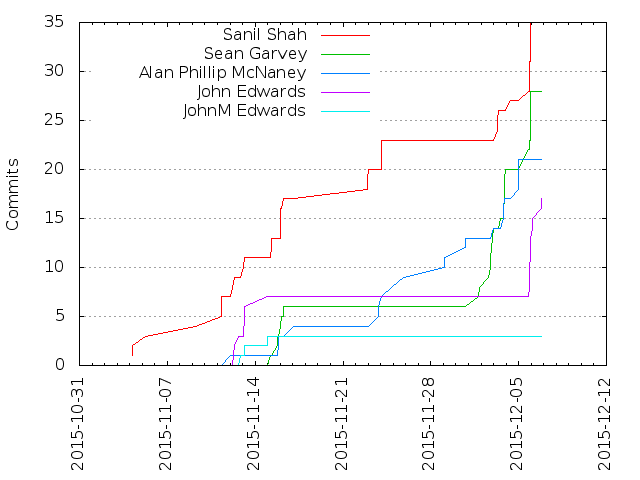 35
30
25
20
15
10
5
0
Commits
Sanil Shah
Sean Garvey
Alan Phillip McNaney
John Edwards
JohnM Edwards
2015-10-31
2015-11-07
2015-11-14
2015-11-21
2015-11-28
2015-12-05
2015-12-12